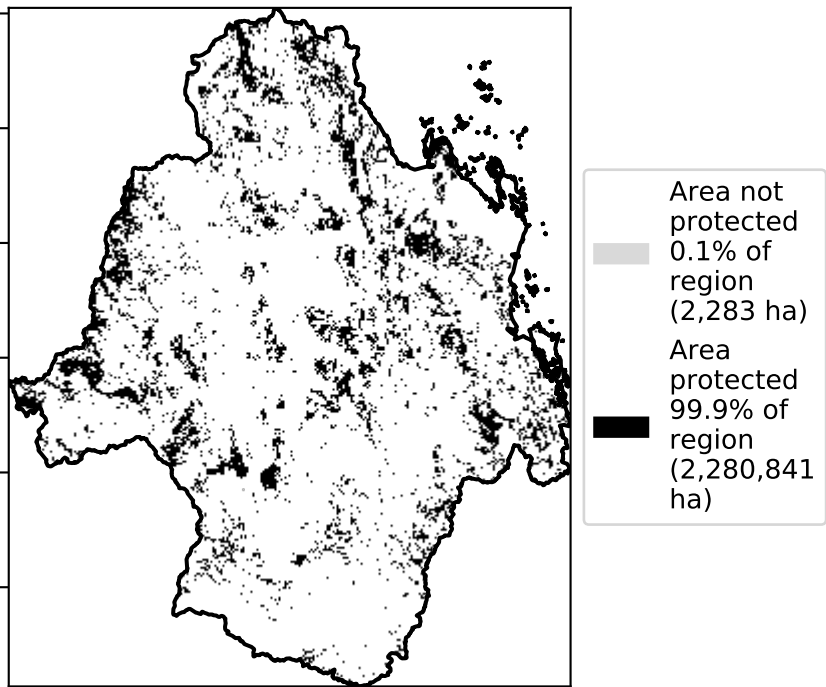 Area not
protected
0.1% of
region
(2,283 ha)
Area
protected
99.9% of
region
(2,280,841
ha)